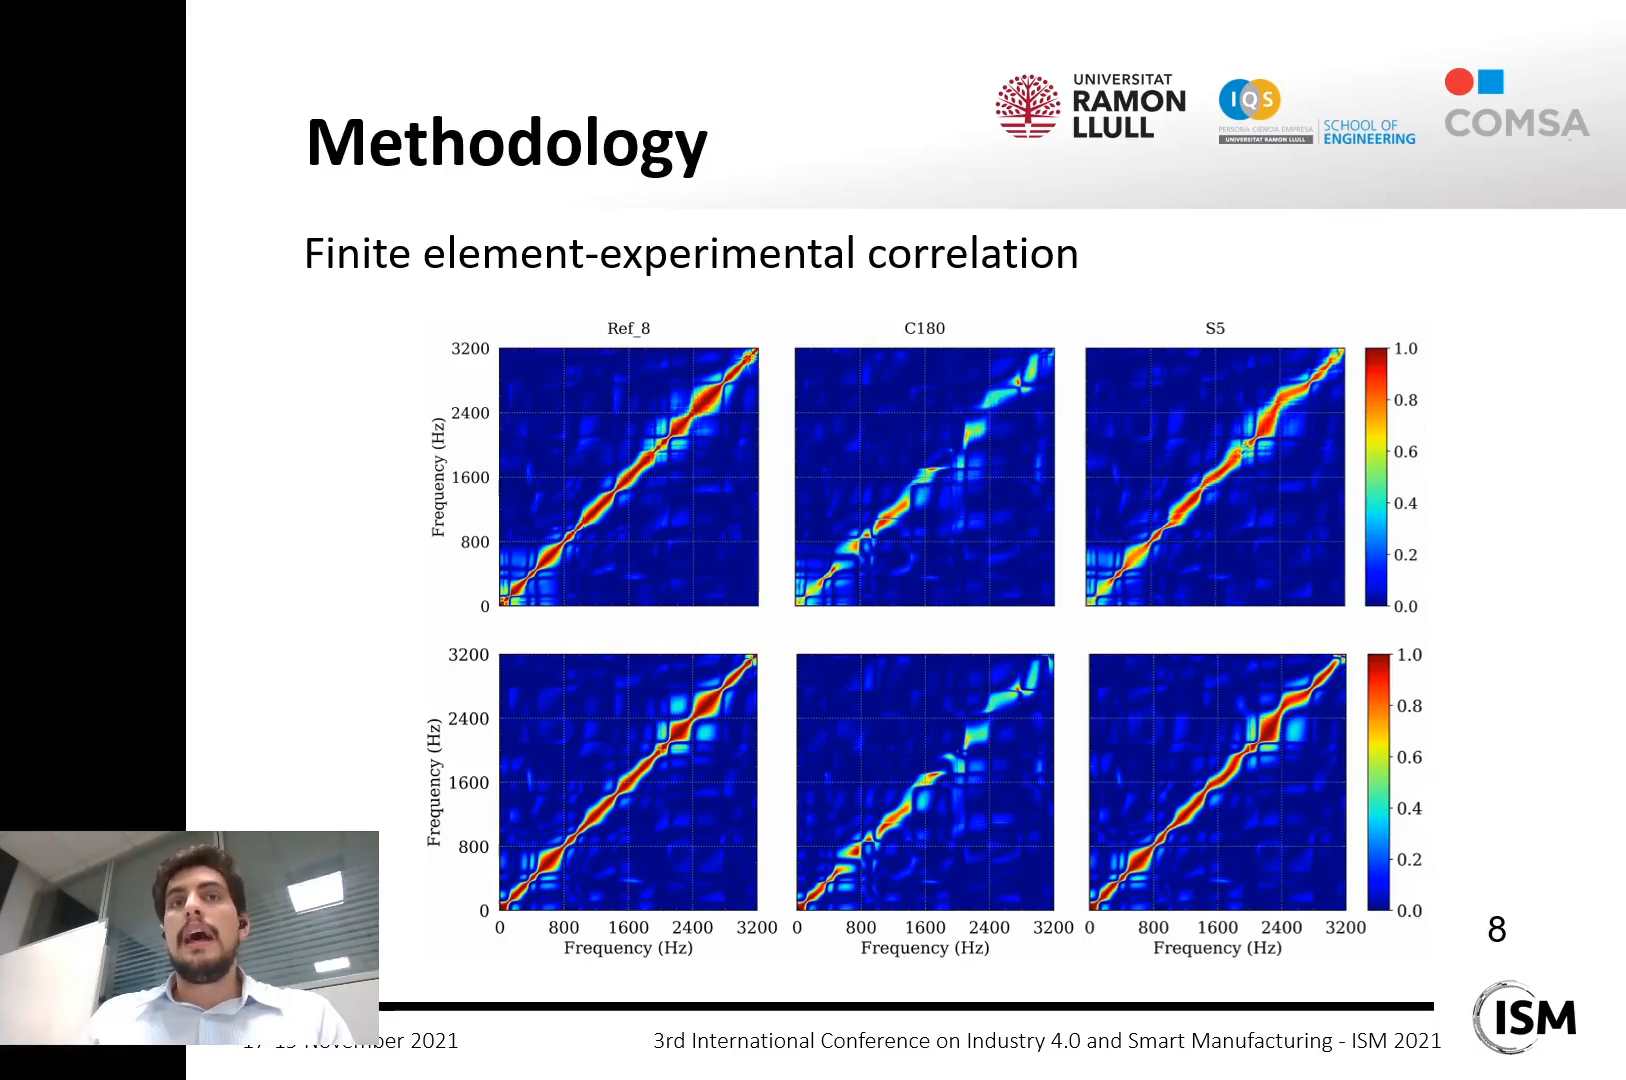 UNIVERSITAT
RAMON
LLULL
IQS
PERSONA CIÈNCIA EMPRESA
UNIVERSITAT RAMON LLULL
SCHOOL OF
ENGINEERING
COMSA
Methodology
Finite element-experimental correlation
Ref_8 C180 S5
3200
2400
1600
800
0
Frequency (Hz)
1.0
0.8
0.6
0.4
0.2
0.0
3200
2400
1600
800
0
Frequency (Hz)
1.0
0.8
0.6
0.4
0.2
0.0
0 800 1600 2400 3200 0 800 1600 2400 3200 0 800 1600 2400 3200
Frequency (Hz) Frequency (Hz) Frequency (Hz)
8
2021
3rd International Conference on Industry 4.0 and Smart Manufacturing - ISM 2021
ISM